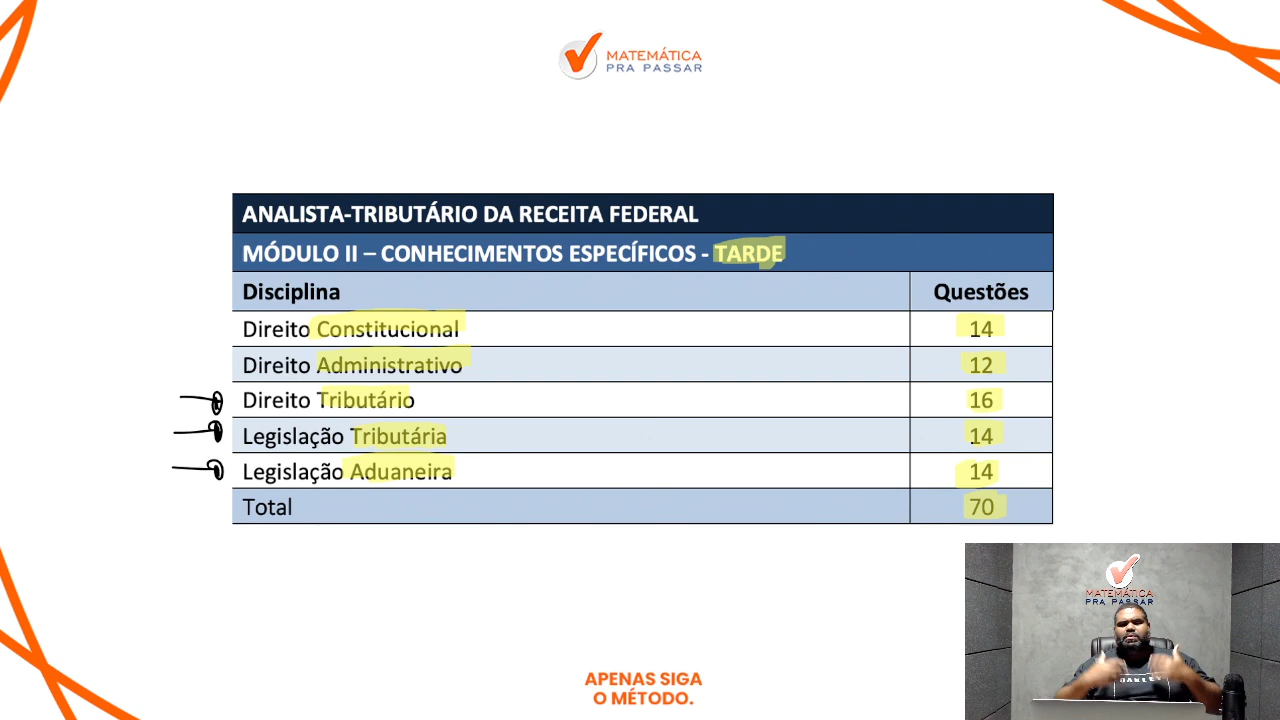 MATEMÁTICA
PRA PASSAR
ANALISTA-TRIBUTÁRIO DA RECEITA FEDERAL
MÓDULO II – CONHECIMENTOS ESPECÍFICOS - TARDE
Disciplina Questões
Direito Constitucional 14
Direito Administrativo 12
Direito Tributário 16
Legislação Tributária 14
Legislação Aduaneira 14
Total 70
MATEMÁTICA
PRA PASSAR
OAKLEY
APENAS SIGA
O MÉTODO.